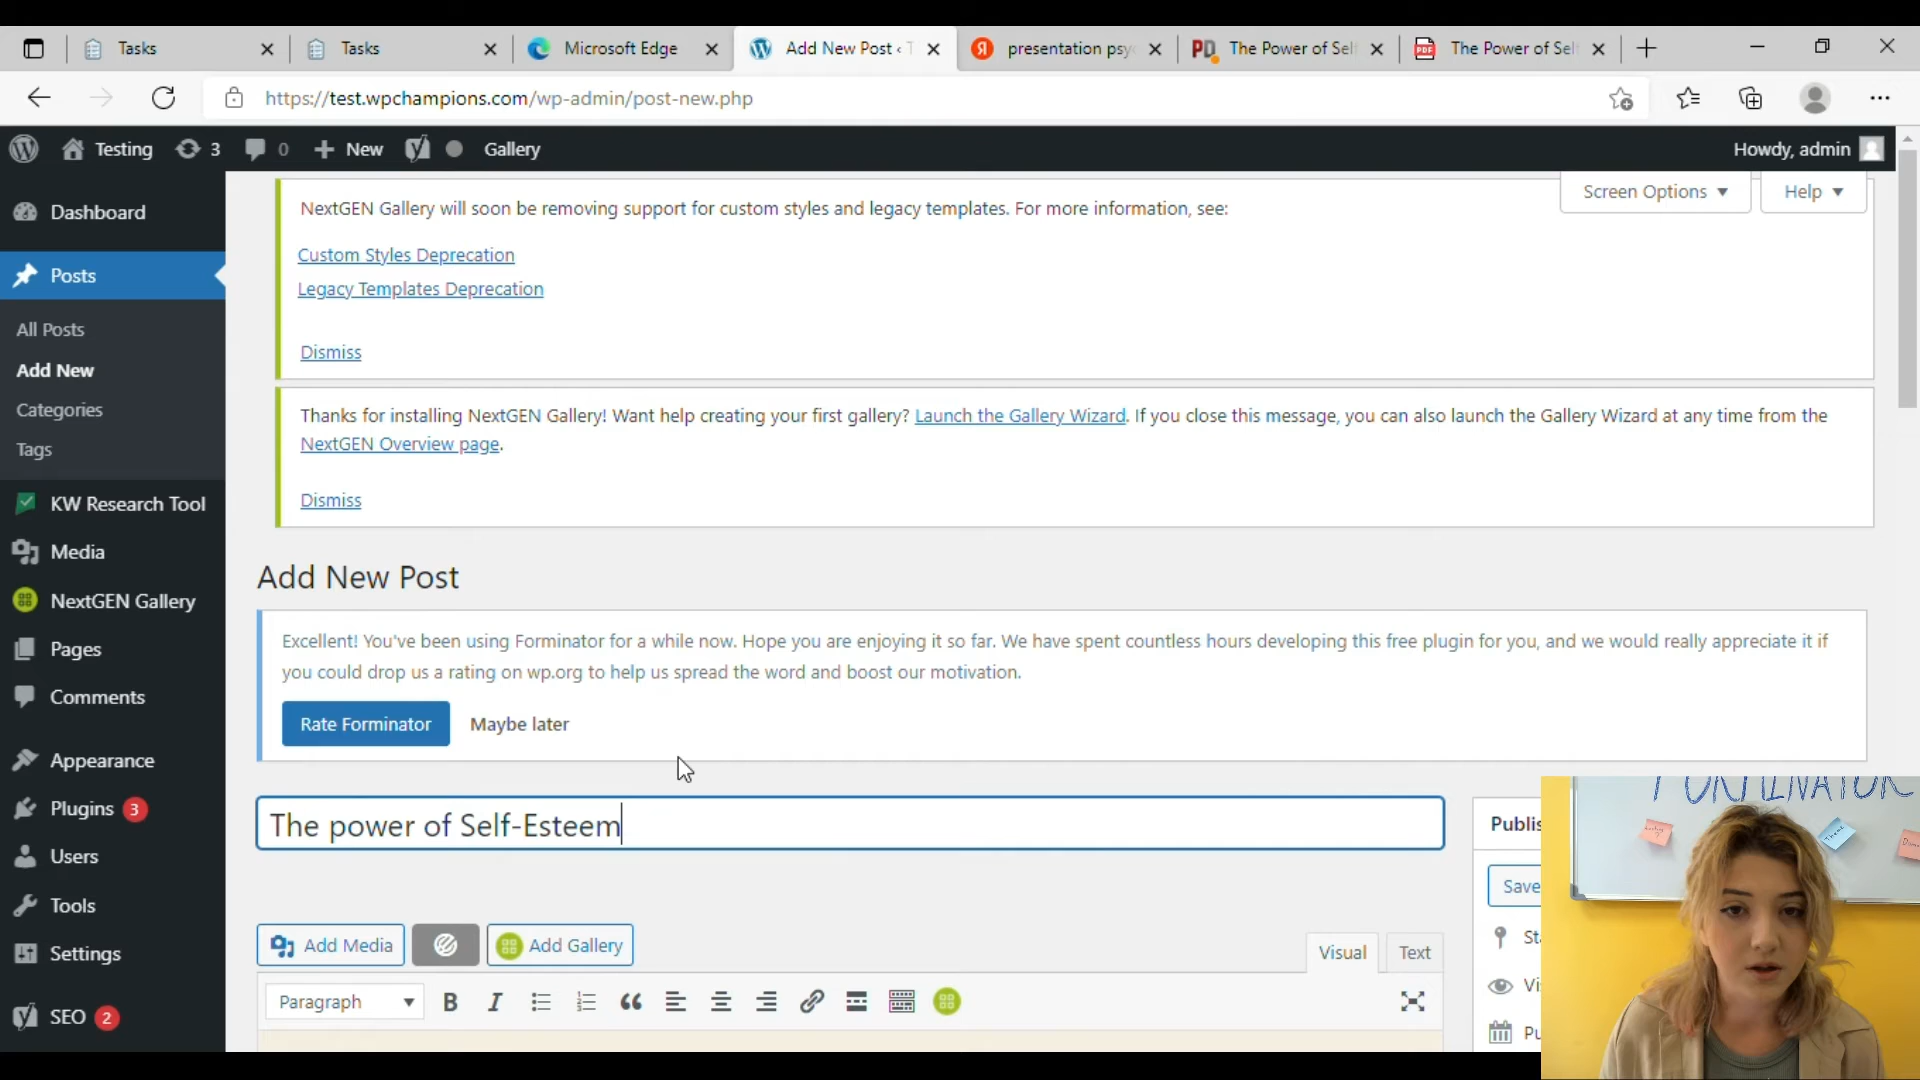 Tasks
Tasks
Microsoft Edge
Add New Post ‹ T
presentation psyc
The Power of Self
The Power of Self
https://test.wpchampions.com/wp-admin/post-new.php
Testing
3
0
New
Gallery
Howdy, admin
Screen Options
Help
Dashboard
Posts
All Posts
Add New
Categories
Tags
KW Research Tool
Media
NextGEN Gallery
Pages
Comments
Appearance
Plugins 3
Users
Tools
Settings
SEO 2
NextGEN Gallery will soon be removing support for custom styles and legacy templates. For more information, see:
Custom Styles Deprecation
Legacy Templates Deprecation
Dismiss
Thanks for installing NextGEN Gallery! Want help creating your first gallery? Launch the Gallery Wizard. If you close this message, you can also launch the Gallery Wizard at any time from the
NextGEN Overview page.
Dismiss
Add New Post
Excellent! You've been using Forminator for a while now. Hope you are enjoying it so far. We have spent countless hours developing this free plugin for you, and we would really appreciate it if
you could drop us a rating on wp.org to help us spread the word and boost our motivation.
Rate Forminator
Maybe later
The power of Self-Esteem
Add Media
Add Gallery
Visual
Text
Paragraph
Publis
Save
St
Vi
Pu
FORMINATOR